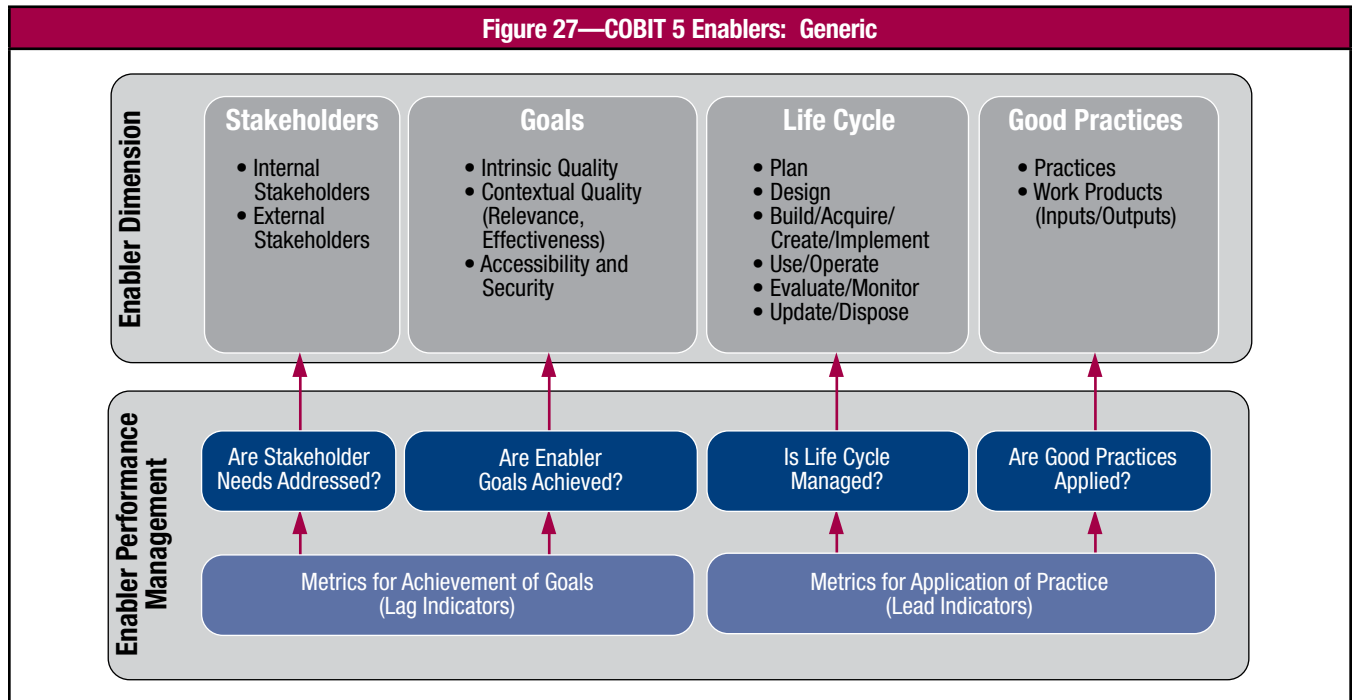 Figure 27—COBIT 5 Enablers: Generic
Enabler Dimension
Stakeholders
• Internal
Stakeholders
• External
Stakeholders
Goals
• Intrinsic Quality
• Contextual Quality
(Relevance,
Effectiveness)
• Accessibility and
Security
Life Cycle
• Plan
• Design
• Build/Acquire/
Create/Implement
• Use/Operate
• Evaluate/Monitor
• Update/Dispose
Good Practices
• Practices
• Work Products
(Inputs/Outputs)
Enabler Performance
Management
Are Stakeholder
Needs Addressed?
Are Enabler
Goals Achieved?
Is Life Cycle
Managed?
Are Good Practices
Applied?
Metrics for Achievement of Goals
(Lag Indicators)
Metrics for Application of Practice
(Lead Indicators)